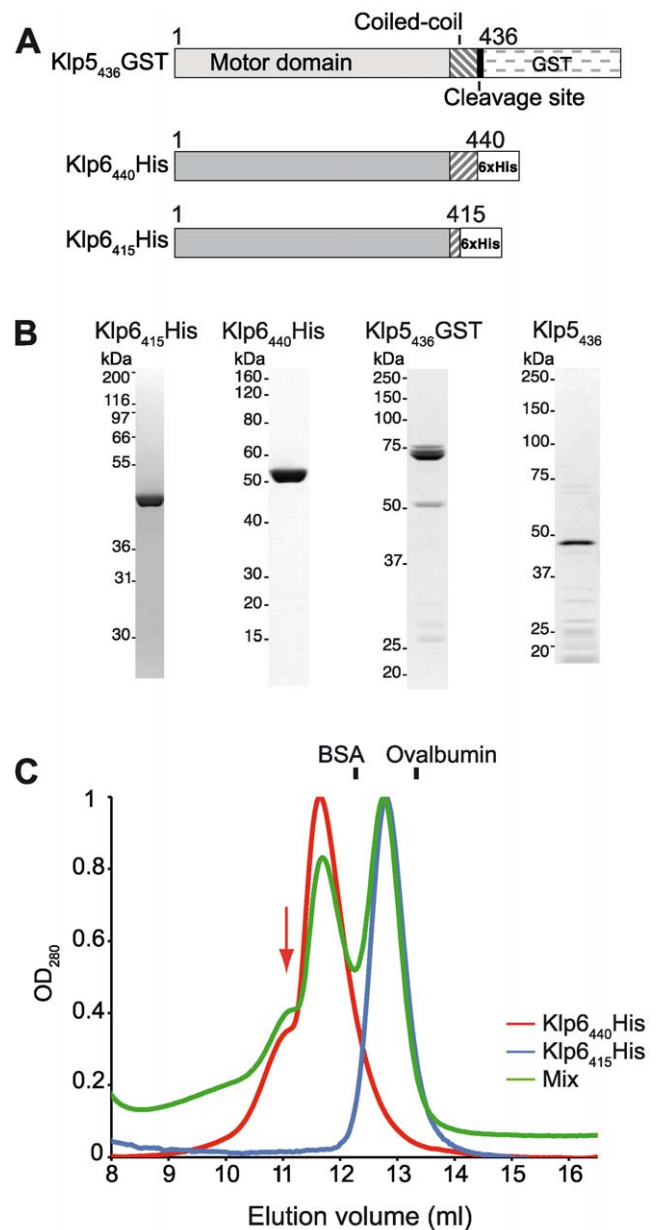 A
1
Coiled-coil
436
Klp5₄₃₆GST
Motor domain
GST
Cleavage site
1
440
Klp6₄₄₀His
6xHis
1
415
Klp6₄₁₅His
6xHis
B
Klp6₄₁₅His
kDa
200
116
97
66
55
36
31
30
Klp6₄₄₀His
kDa
160
120
80
60
50
40
30
20
15
Klp5₄₃₆GST
kDa
250
150
100
75
50
37
25
20
Klp5₄₃₆
kDa
250
150
100
75
50
37
25
20
C
BSA
Ovalbumin
1
0.8
0.6
0.4
0.2
0
OD₂₈₀
Klp6₄₄₀His
Klp6₄₁₅His
Mix
8 9 10 11 12 13 14 15 16
Elution volume (ml)